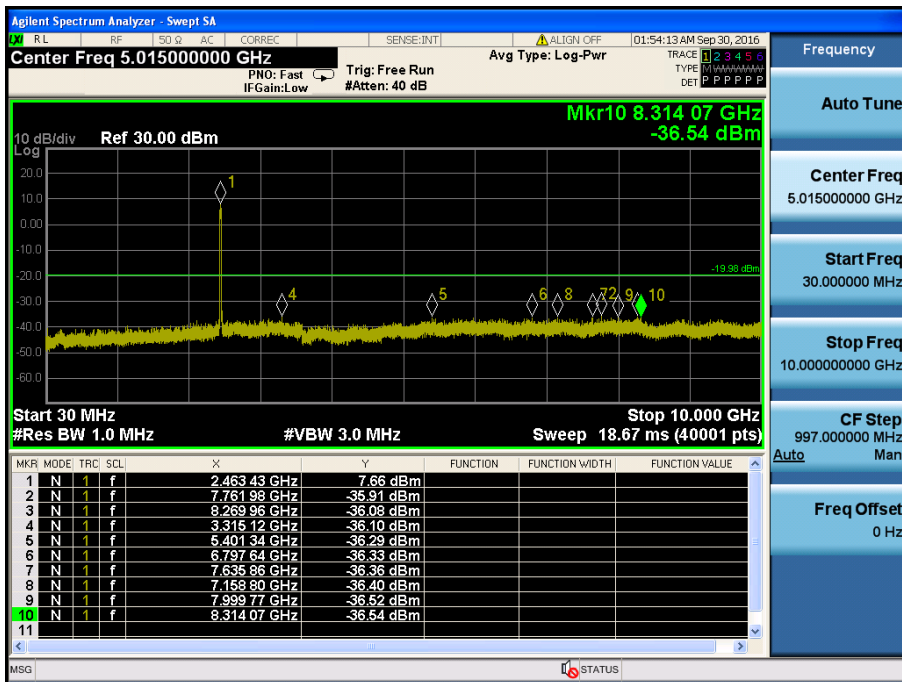 Agilent Spectrum Analyzer - Swept SA
LXI RL RF 50 Ω AC CORREC SENSE:INT ALIGN OFF 01:54:13 AM Sep 30, 2016
Center Freq 5.015000000 GHz
PNO: Fast
IFGain:Low
Trig: Free Run
#Atten: 40 dB
Avg Type: Log-Pwr
TRACE 1 2 3 4 5 6
TYPE M WWWWW
DET P P P P P P
Mkr10 8.314 07 GHz
-36.54 dBm
10 dB/div Ref 30.00 dBm
Log
20.0
10.0
0.00
-10.0
-20.0
-30.0
-40.0
-50.0
-60.0
-19.98 dBm
1
4 5 6 8 7 2 9 10
Start 30 MHz Stop 10.000 GHz
#Res BW 1.0 MHz #VBW 3.0 MHz Sweep 18.67 ms (40001 pts)
MKR MODE TRC SCL X Y FUNCTION FUNCTION WIDTH FUNCTION VALUE
1 N 1 f 2.463 43 GHz 7.66 dBm
2 N 1 f 7.761 98 GHz -35.91 dBm
3 N 1 f 8.269 96 GHz -36.08 dBm
4 N 1 f 3.315 12 GHz -36.10 dBm
5 N 1 f 5.401 34 GHz -36.29 dBm
6 N 1 f 6.797 64 GHz -36.33 dBm
7 N 1 f 7.635 86 GHz -36.36 dBm
8 N 1 f 7.158 80 GHz -36.40 dBm
9 N 1 f 7.999 77 GHz -36.52 dBm
10 N 1 f 8.314 07 GHz -36.54 dBm
11
MSG STATUS
Frequency
Auto Tune
Center Freq
5.015000000 GHz
Start Freq
30.000000 MHz
Stop Freq
10.000000000 GHz
CF Step
997.000000 MHz
Auto Man
Freq Offset
0 Hz